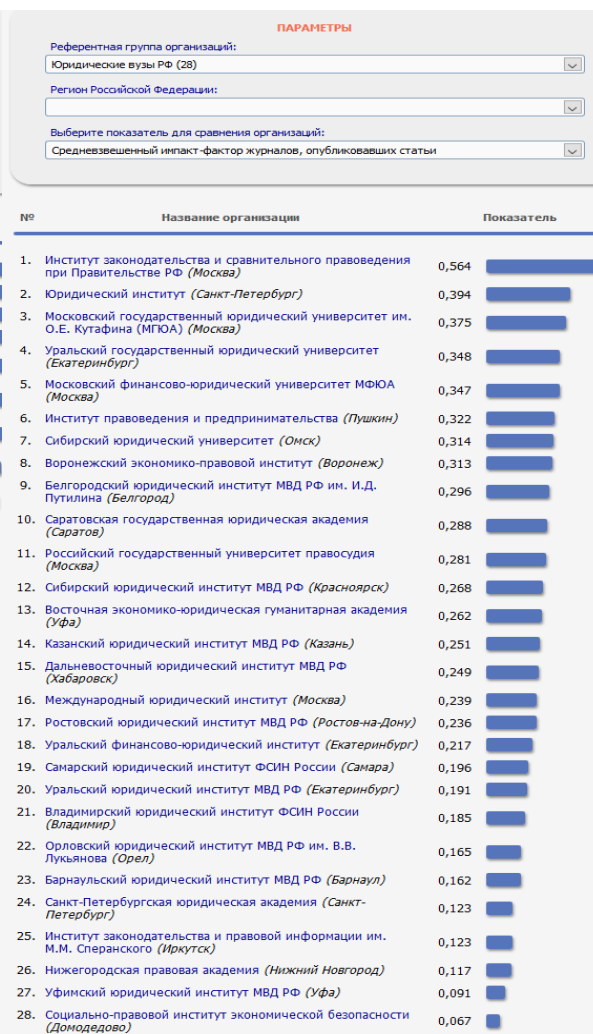 ПАРАМЕТРЫ
Референтная группа организаций:
Юридические вузы РФ (28)
Регион Российской Федерации:
Выберите показатель для сравнения организаций:
Средневзвешенный импакт-фактор журналов, опубликовавших статьи
№ Название организации Показатель
1. Институт законодательства и сравнительного правоведения
при Правительстве РФ (Москва) 0,564
2. Юридический институт (Санкт-Петербург) 0,394
3. Московский государственный юридический университет им.
О.Е. Кутафина (МГЮА) (Москва) 0,375
4. Уральский государственный юридический университет
(Екатеринбург) 0,348
5. Московский финансово-юридический университет МФЮА
(Москва) 0,347
6. Институт правоведения и предпринимательства (Пушкин) 0,322
7. Сибирский юридический университет (Омск) 0,314
8. Воронежский экономико-правовой институт (Воронеж) 0,313
9. Белгородский юридический институт МВД РФ им. И.Д.
Путилина (Белгород) 0,296
10. Саратовская государственная юридическая академия
(Саратов) 0,288
11. Российский государственный университет правосудия
(Москва) 0,281
12. Сибирский юридический институт МВД РФ (Красноярск) 0,268
13. Восточная экономико-юридическая гуманитарная академия
(Уфа) 0,262
14. Казанский юридический институт МВД РФ (Казань) 0,251
15. Дальневосточный юридический институт МВД РФ
(Хабаровск) 0,249
16. Международный юридический институт (Москва) 0,239
17. Ростовский юридический институт МВД РФ (Ростов-на-Дону) 0,236
18. Уральский финансово-юридический институт (Екатеринбург) 0,217
19. Самарский юридический институт ФСИН России (Самара) 0,196
20. Уральский юридический институт МВД РФ (Екатеринбург) 0,191
21. Владимирский юридический институт ФСИН России
(Владимир) 0,185
22. Орловский юридический институт МВД РФ им. В.В.
Лукьянова (Орел) 0,165
23. Барнаульский юридический институт МВД РФ (Барнаул) 0,162
24. Санкт-Петербургская юридическая академия (Санкт-
Петербург) 0,123
25. Институт законодательства и правовой информации им.
М.М. Сперанского (Иркутск) 0,123
26. Нижегородская правовая академия (Нижний Новгород) 0,117
27. Уфимский юридический институт МВД РФ (Уфа) 0,091
28. Социально-правовой институт экономической безопасности
(Домодедово) 0,067